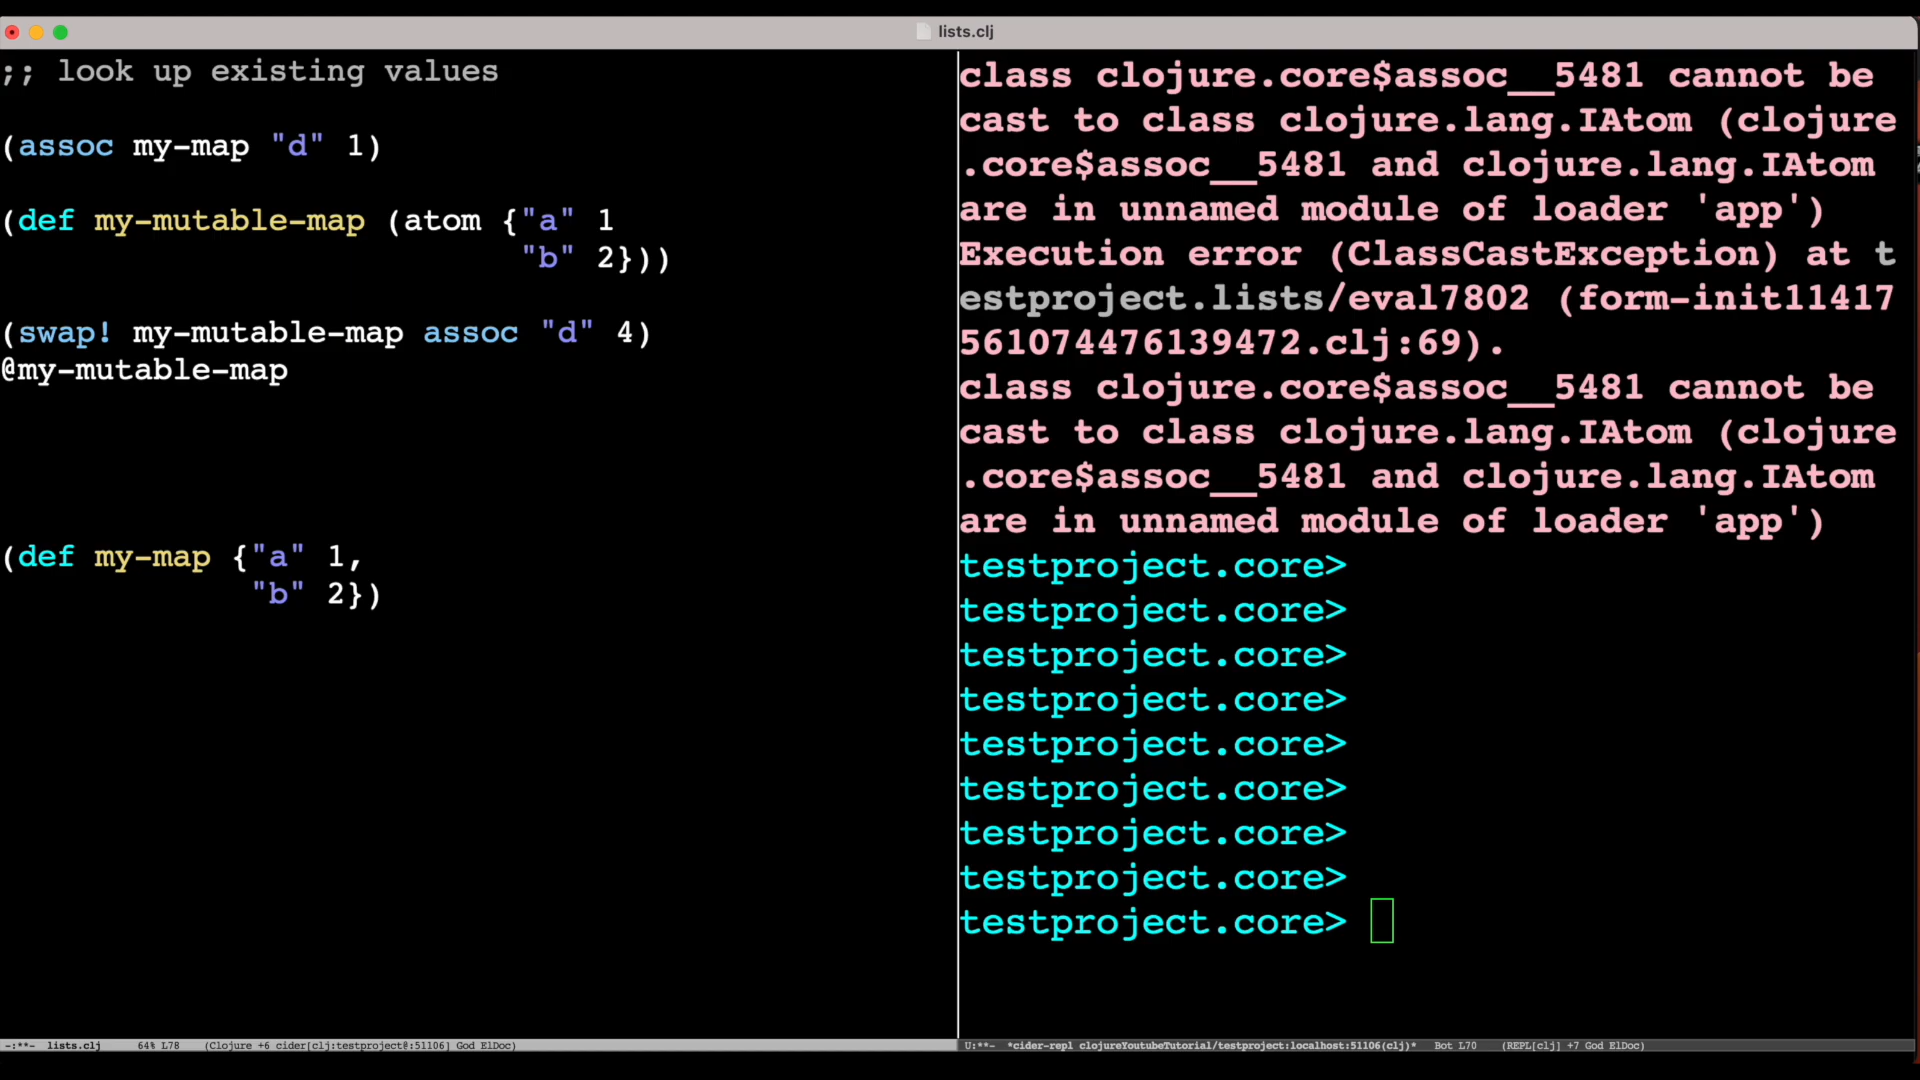 lists.clj
;; look up existing values
(assoc my-map "d" 1)
(def my-mutable-map (atom {"a" 1
"b" 2}))
(swap! my-mutable-map assoc "d" 4)
@my-mutable-map
(def my-map {"a" 1,
"b" 2})
-:**- lists.clj 64% L78 (Clojure +6 cider[clj:testproject@:51106] God ElDoc)
class clojure.core$assoc__5481 cannot be
cast to class clojure.lang.IAtom (clojure
.core$assoc__5481 and clojure.lang.IAtom
are in unnamed module of loader 'app')
Execution error (ClassCastException) at t
estproject.lists/eval7802 (form-init11417
561074476139472.clj:69).
class clojure.core$assoc__5481 cannot be
cast to class clojure.lang.IAtom (clojure
.core$assoc__5481 and clojure.lang.IAtom
are in unnamed module of loader 'app')
testproject.core>
testproject.core>
testproject.core>
testproject.core>
testproject.core>
testproject.core>
testproject.core>
testproject.core>
testproject.core>
U:**- *cider-repl clojureYoutubeTutorial/testproject:localhost:51106(clj)* Bot L70 (REPL[clj] +7 God ElDoc)